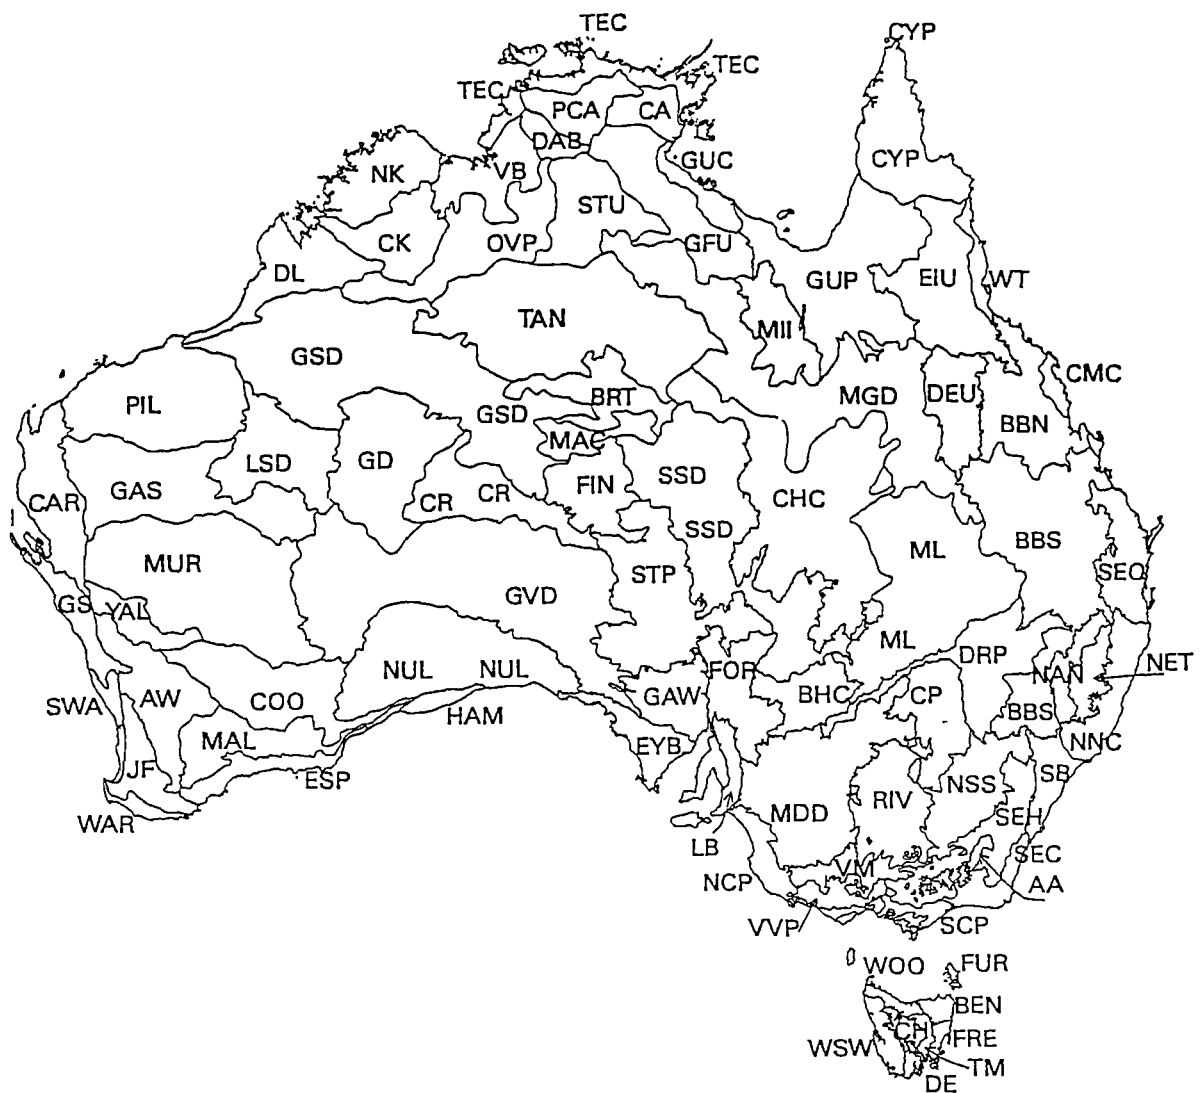 TEC
CYP
TEC
TEC
PCA
CA
DAB
CYP
GUC
NK
VB
STU
CK
OVP
GFU
DL
GUP
EIU
WT
TAN
MII
GSD
CMC
BRT
MGD
DEU
PIL
GSD
BBN
MAC
LSD
GD
SSD
GAS
CR
CR
FIN
CHC
CAR
SSD
ML
BBS
MUR
STP
SEQ
GS
YAL
GVD
ML
DRP
NUL
NUL
FOR
NAN
NET
SWA
AW
COO
GAW
BHC
CP
BBS
HAM
MAL
EYB
NNC
JF
ESP
SB
NSS
RIV
MDD
SEH
WAR
LB
SEC
VM
NCP
AA
VVP
SCP
WOO
FUR
BEN
CH
FRE
WSW
TM
DE